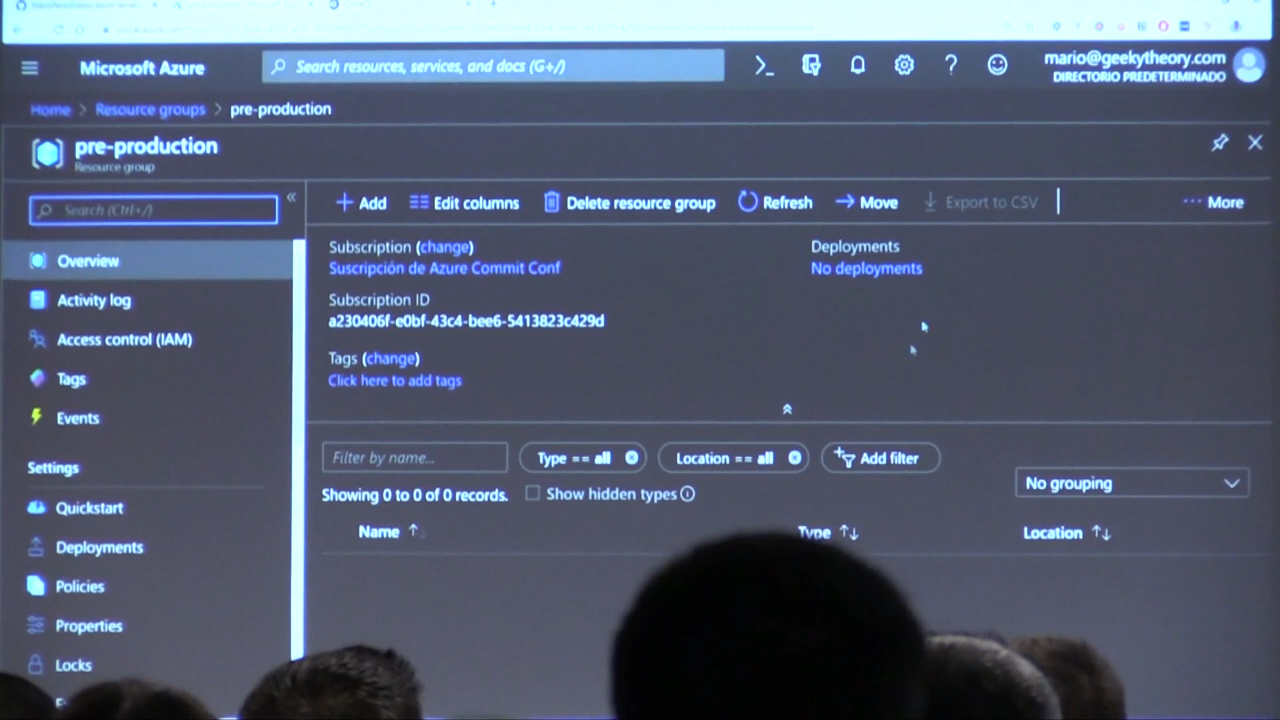 Microsoft Azure
Search resources, services, and docs (G+/)
mario@geekytheory.com
DIRECTORIO PREDETERMINADO
Home > Resource groups > pre-production
pre-production
Resource group
Search (Ctrl+/)
«
Add
Edit columns
Delete resource group
Refresh
Move
Export to CSV
More
Overview
Activity log
Access control (IAM)
Tags
Events
Settings
Quickstart
Deployments
Policies
Properties
Locks
Subscription (change)
Suscripción de Azure Commit Conf
Subscription ID
a230406f-e0bf-43c4-bee6-5413823c429d
Tags (change)
Click here to add tags
Deployments
No deployments
Filter by name...
Type == all
Location == all
Add filter
Showing 0 to 0 of 0 records.
Show hidden types
No grouping
Name
Type
Location